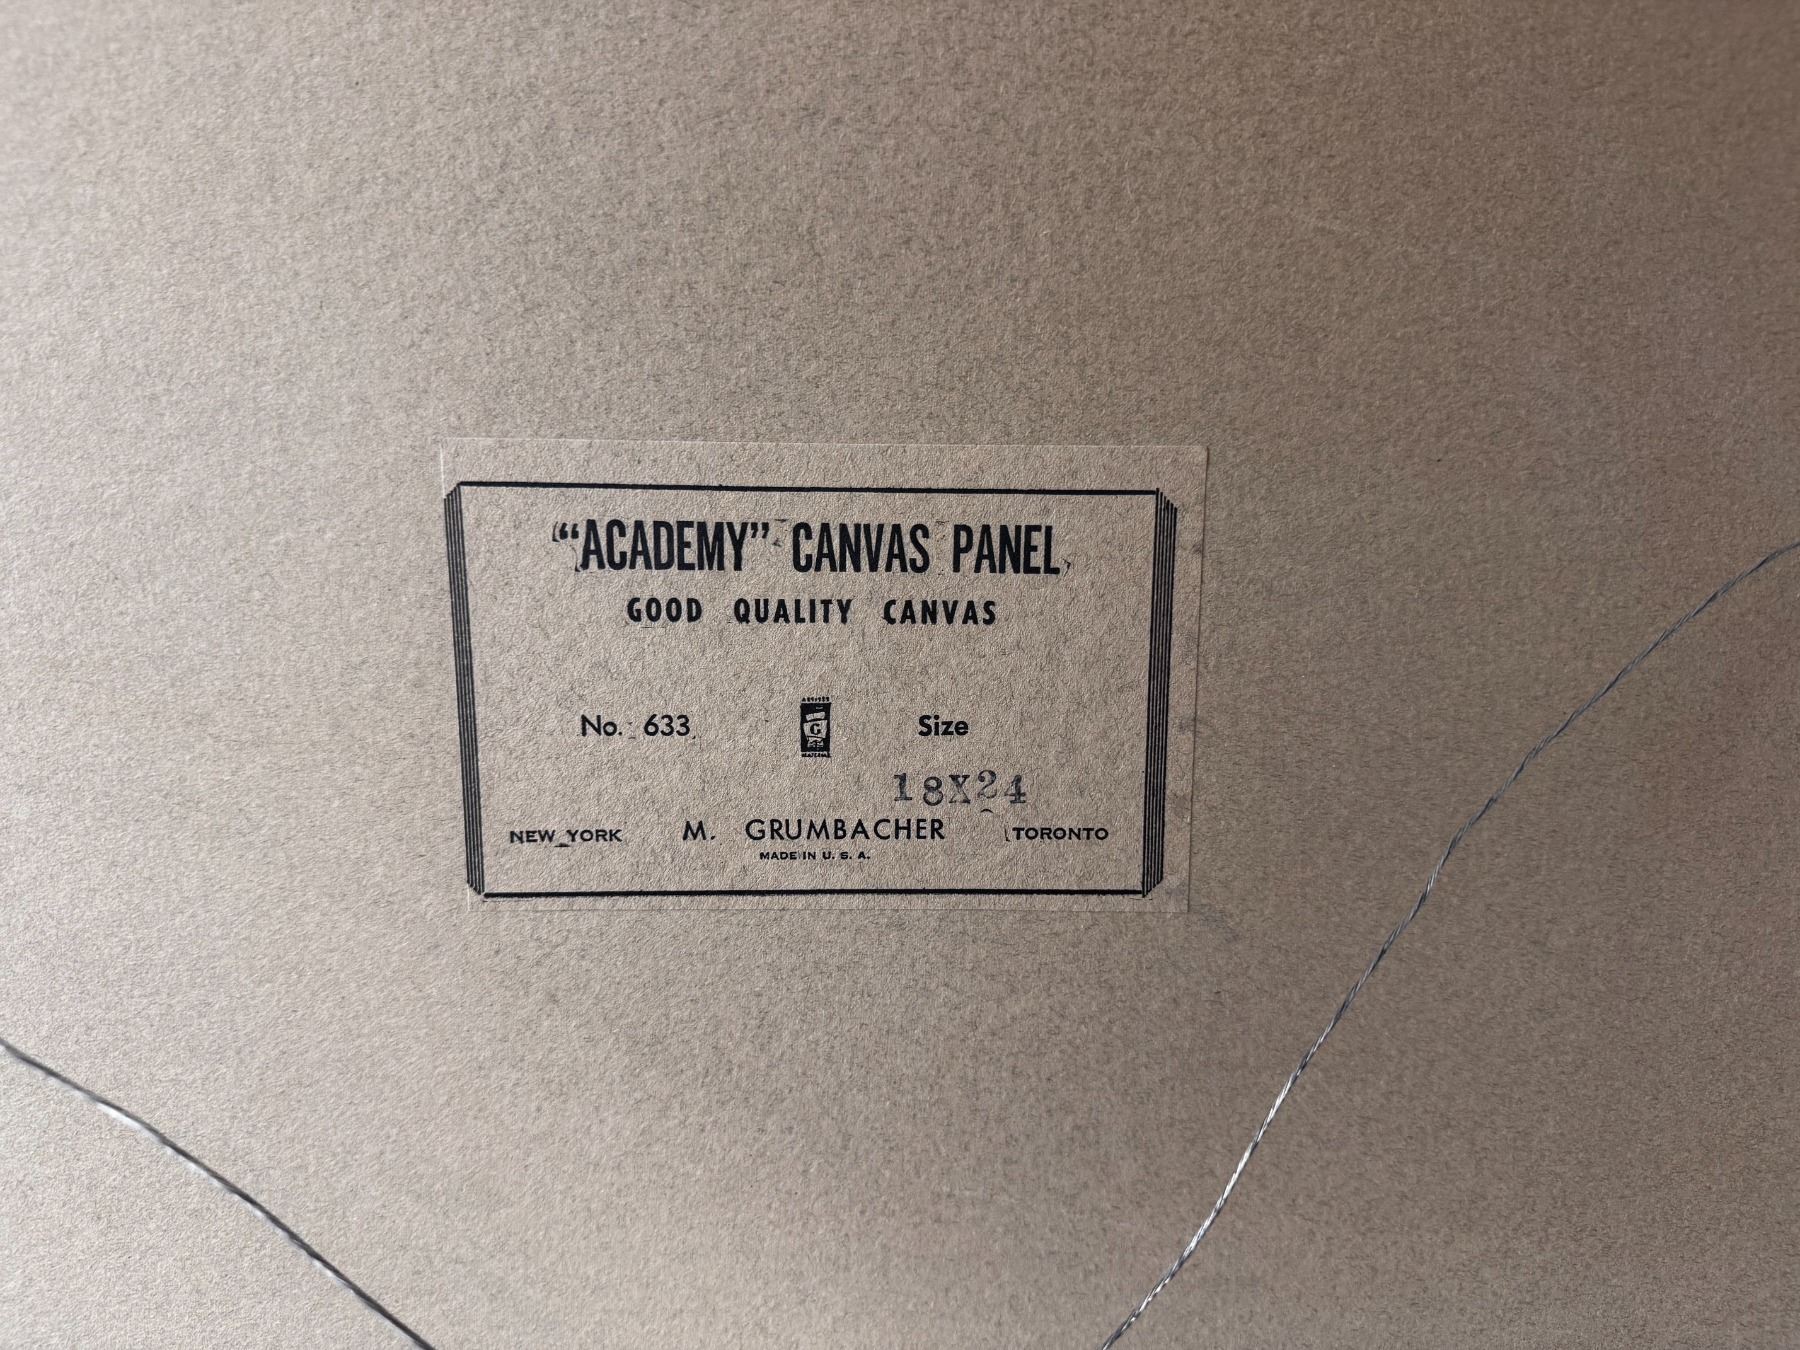 “ACADEMY” CANVAS PANEL
GOOD QUALITY CANVAS
No. 633 G Size
18X24
NEW YORK M. GRUMBACHER TORONTO
MADE IN U. S. A.